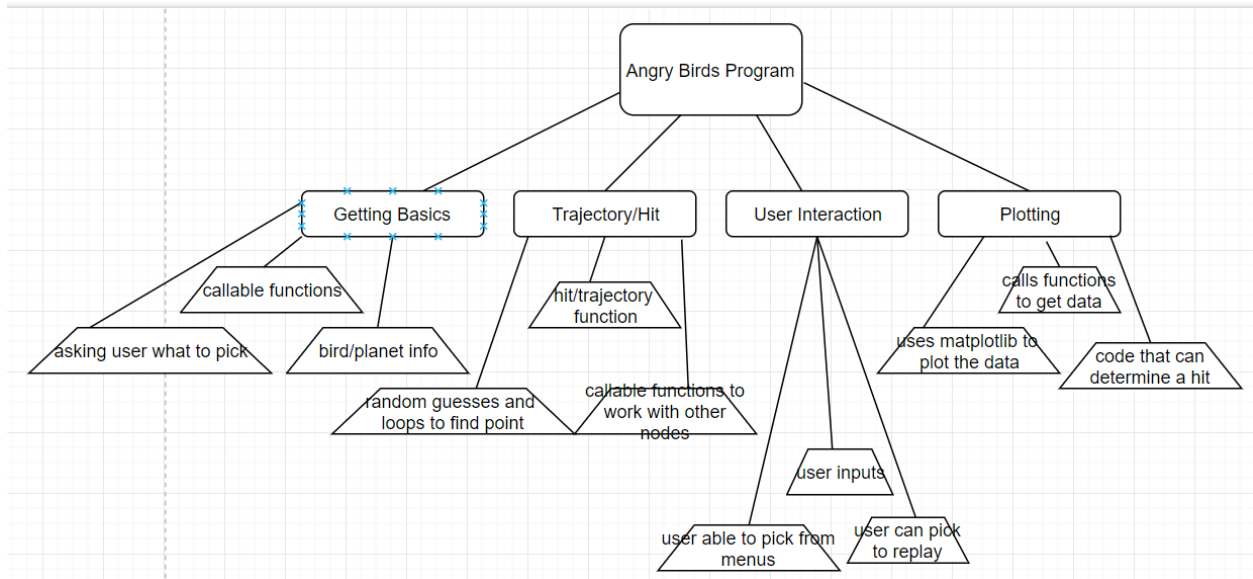 Angry Birds Program
Getting Basics
Trajectory/Hit
User Interaction
Plotting
callable functions
asking user what to pick
bird/planet info
hit/trajectory
function
random guesses and
loops to find point
callable functions to
work with other
nodes
user inputs
user able to pick from
menus
user can pick
to replay
calls functions
to get data
uses matplotlib to
plot the data
code that can
determine a hit